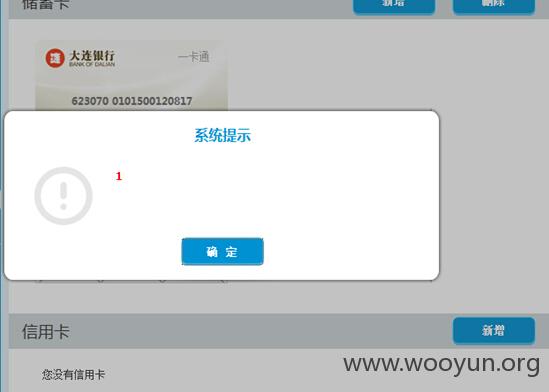 储蓄卡
新增
删除
大连银行
一卡通
BANK OF DALIAN
623070 0101500120817
系统提示
1
确 定
信用卡
新增
您没有信用卡
www.wooyun.org